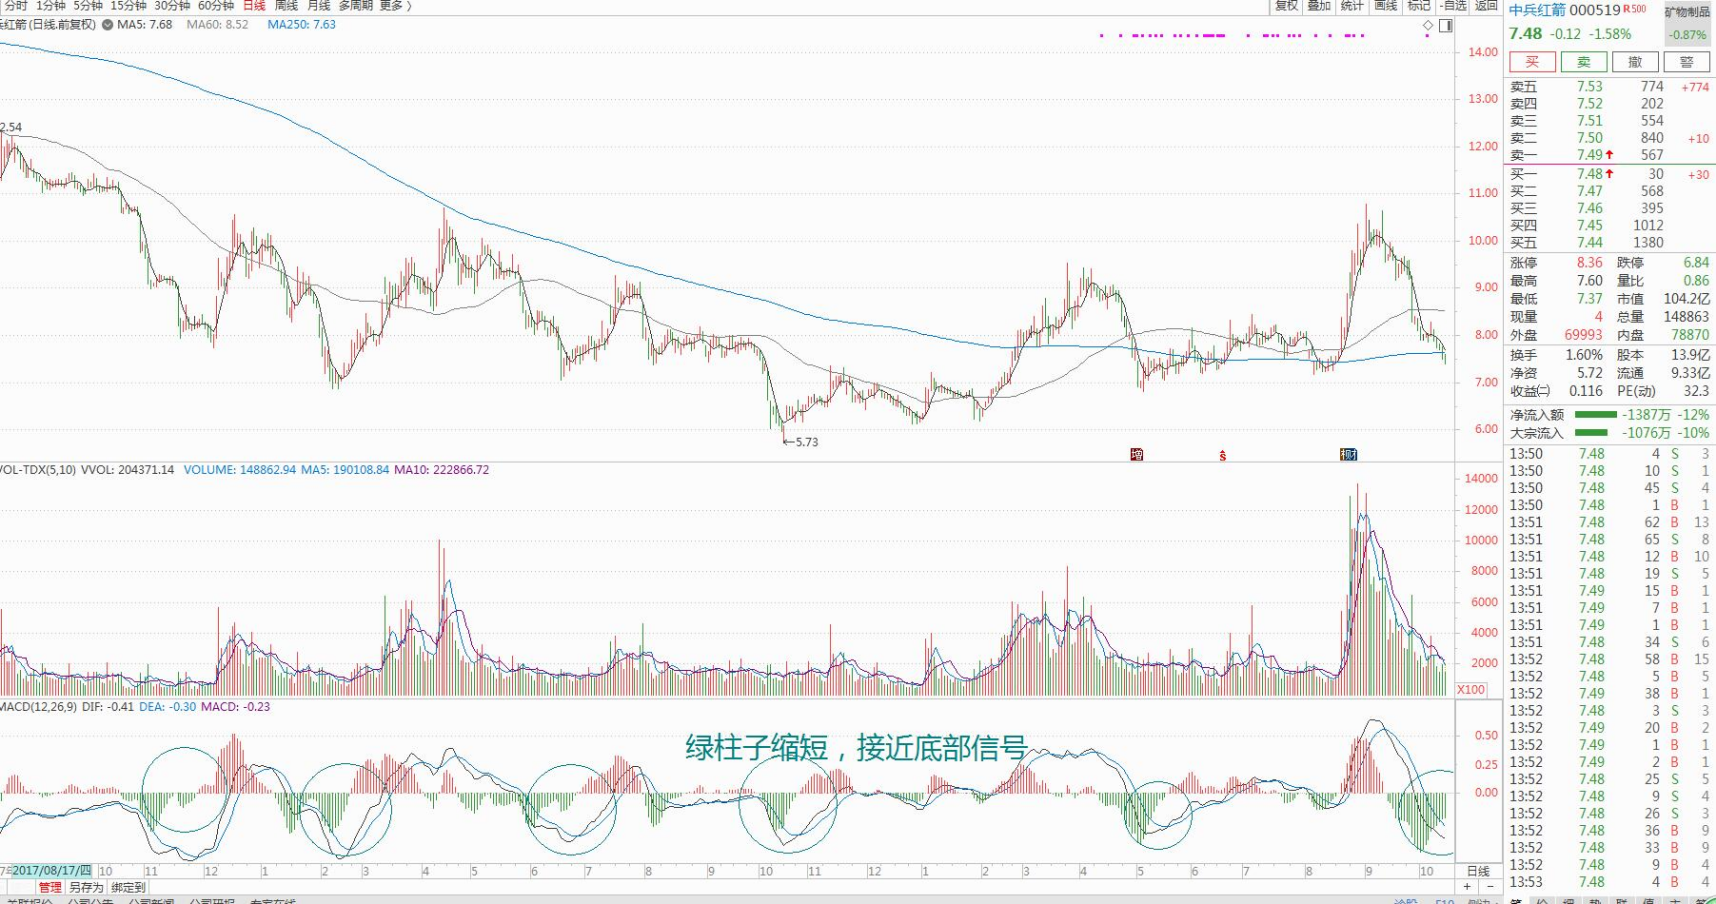 分时 1分钟 5分钟 15分钟 30分钟 60分钟 日线 周线 月线 多周期 更多 〉 复权 叠加 统计 画线 标记 -自选 返回
红箭(日线.前复权) MA5: 7.68 MA60: 8.52 MA250: 7.63
14.00
13.00
12.00
11.00
10.00
9.00
8.00
7.00
6.00
2.54
←5.73
增 $ 财
VOL-TDX(5,10) VVOL: 204371.14 VOLUME: 148862.94 MA5: 190108.84 MA10: 222866.72
14000
12000
10000
8000
6000
4000
2000
X100
MACD(12,26,9) DIF: -0.41 DEA: -0.30 MACD: -0.23
绿柱子缩短，接近底部信号
0.50
0.25
0.00
2017/08/17/四 10 11 12 1 2 3 4 5 6 7 8 9 10 11 12 1 2 3 4 5 6 7 8 9 10 日线
管理 另存为 绑定到 + −
关联报价 公司公告 公司新闻 公司研报 专家在线
中兵红箭 000519 R500 矿物制品
7.48 -0.12 -1.58% -0.87%
买 卖 撤 警
卖五 7.53 774 +774
卖四 7.52 202
卖三 7.51 554
卖二 7.50 840 +10
卖一 7.49 567
买一 7.48 30 +30
买二 7.47 568
买三 7.46 395
买四 7.45 1012
买五 7.44 1380
涨停 8.36 跌停 6.84
最高 7.60 量比 0.86
最低 7.37 市值 104.2亿
现量 4 总量 148863
外盘 69993 内盘 78870
换手 1.60% 股本 13.9亿
净资 5.72 流通 9.33亿
收益㈡ 0.116 PE(动) 32.3
净流入额 -1387万 -12%
大宗流入 -1076万 -10%
13:50 7.48 4 S 3
13:50 7.48 10 S 1
13:50 7.48 45 S 4
13:50 7.48 1 B 1
13:51 7.48 62 B 13
13:51 7.48 65 S 8
13:51 7.48 12 B 10
13:51 7.48 19 S 5
13:51 7.49 15 B 1
13:51 7.49 7 B 1
13:51 7.49 1 B 1
13:51 7.48 34 S 6
13:52 7.48 58 B 15
13:52 7.48 5 B 5
13:52 7.49 38 B 1
13:52 7.48 3 S 3
13:52 7.49 20 B 2
13:52 7.49 1 B 1
13:52 7.49 2 B 1
13:52 7.48 25 S 5
13:52 7.48 9 S 4
13:52 7.48 26 S 3
13:52 7.48 36 B 9
13:52 7.48 33 B 9
13:52 7.48 9 B 4
13:53 7.48 4 B 4